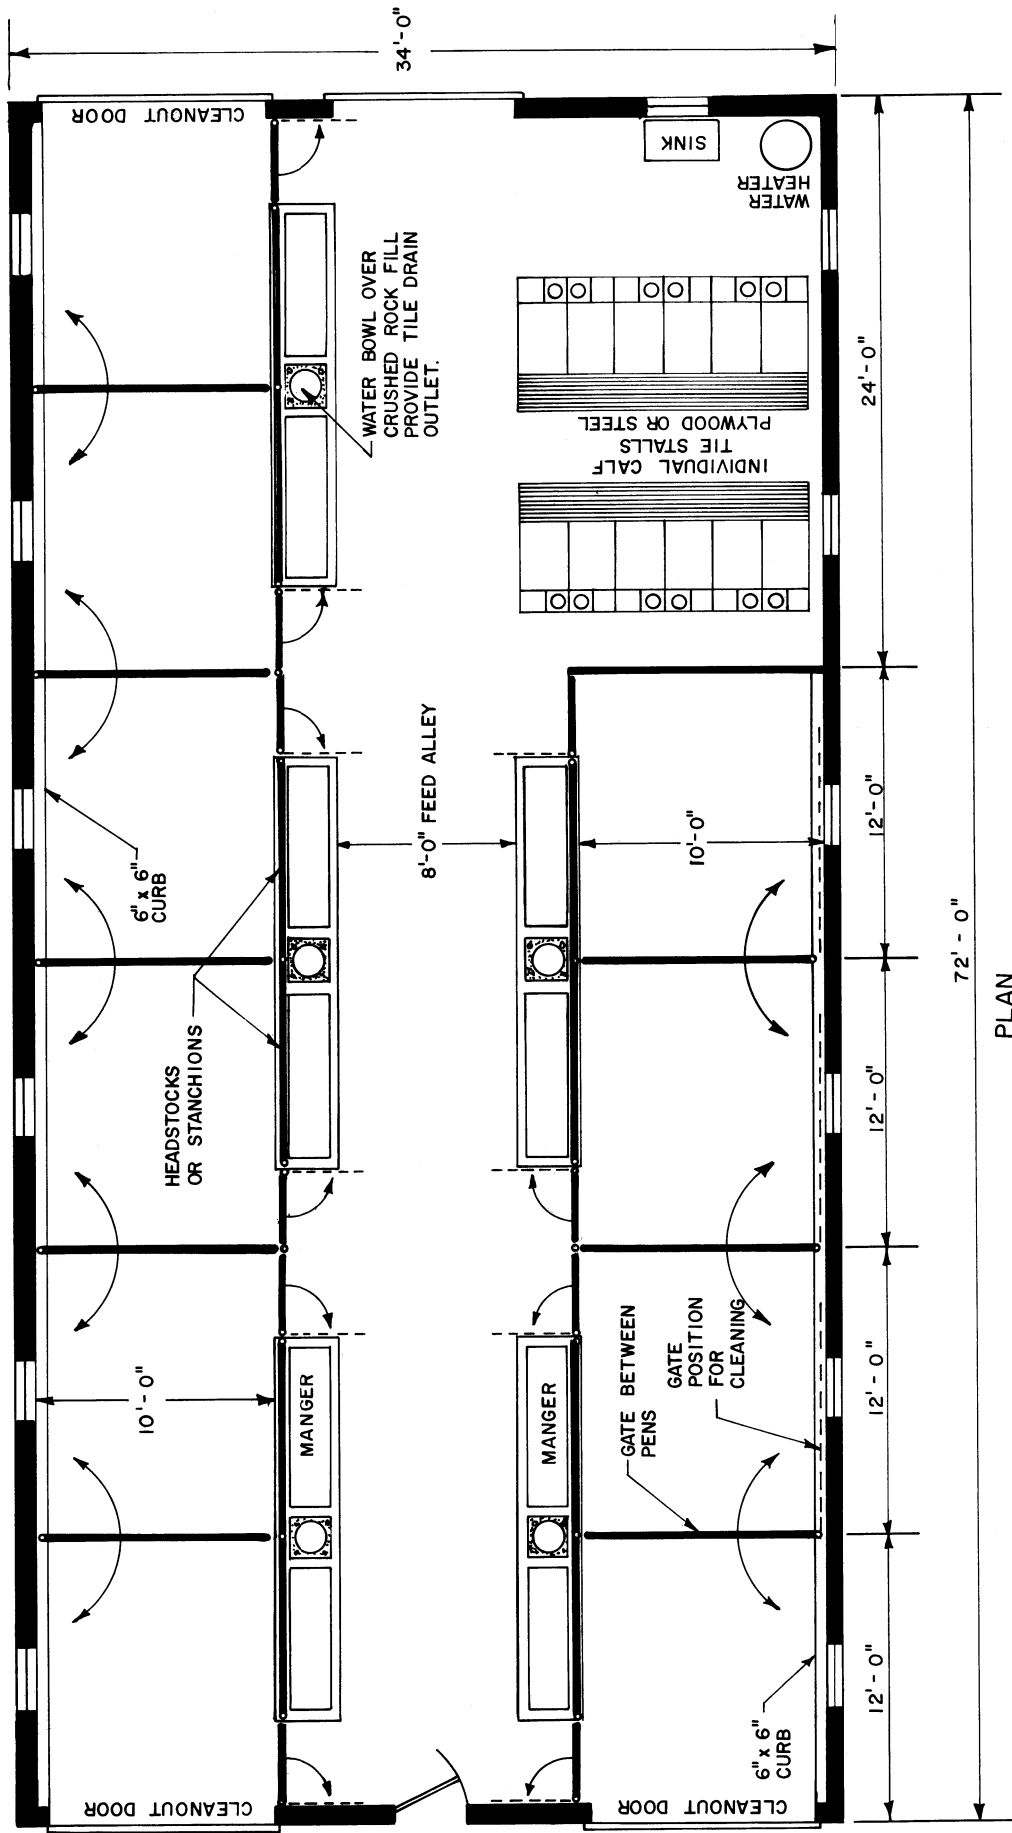 34'-0"
CLEANOUT DOOR
SINK
WATER
HEATER
WATER BOWL OVER
CRUSHED ROCK FILL
PROVIDE TILE DRAIN
OUTLET.
INDIVIDUAL CALF
TIE STALLS
PLYWOOD OR STEEL
24'-0"
6" x 6"
CURB
8'-0" FEED ALLEY
10'-0"
12'-0"
HEADSTOCKS
OR STANCHIONS
12'-0"
72'-0"
PLAN
10'-0"
MANGER
MANGER
GATE BETWEEN
PENS
GATE
POSITION
FOR
CLEANING
12'-0"
6" x 6"
CURB
12'-0"
CLEANOUT DOOR
CLEANOUT DOOR